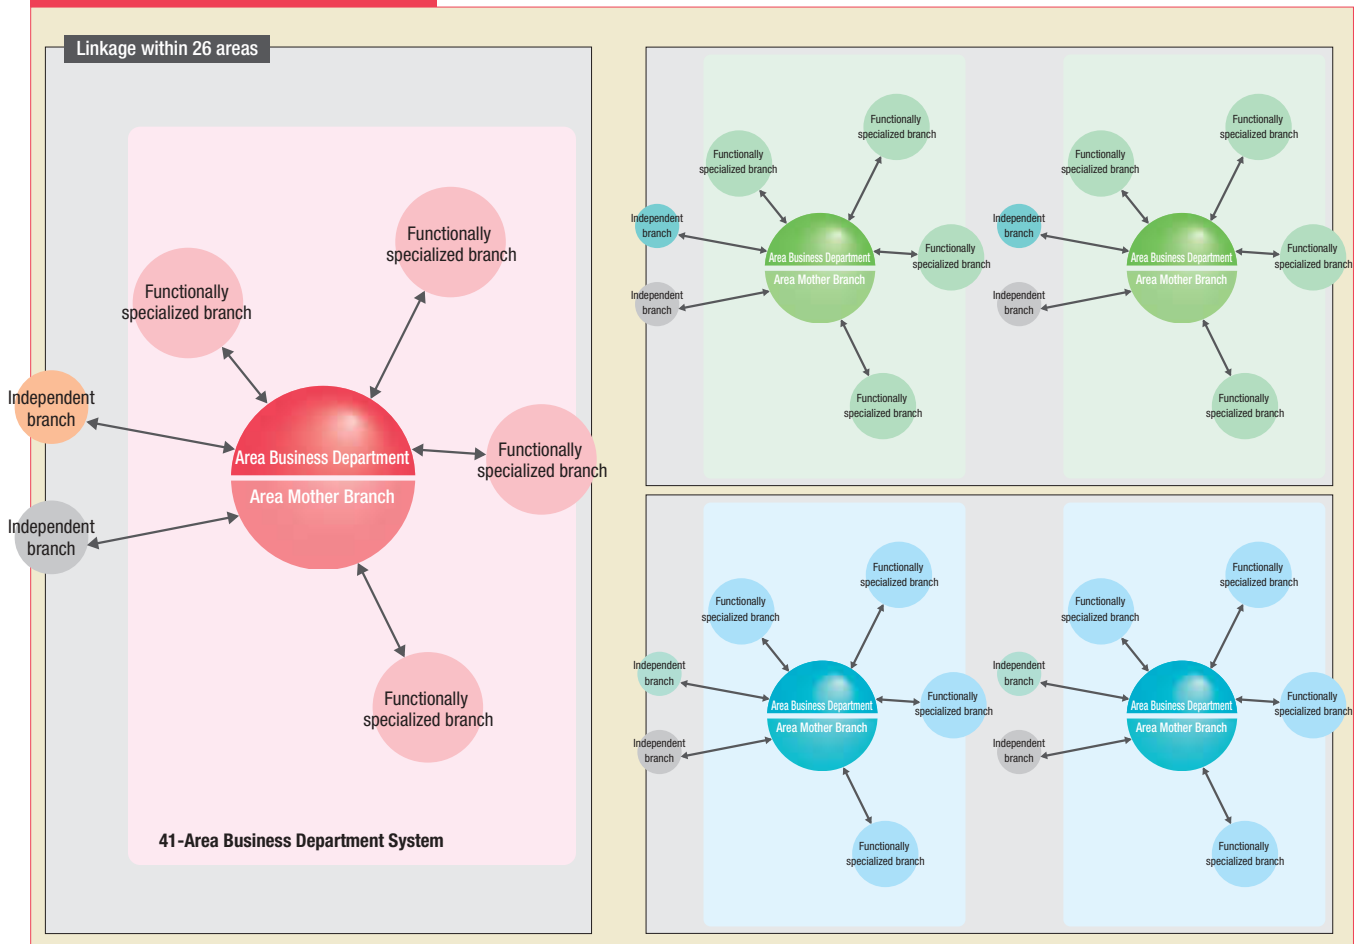 Linkage within 26 areas
Functionally
specialized branch
Functionally
specialized branch
Independent
branch
Functionally
specialized branch
Area Business Department
Area Mother Branch
Independent
branch
Functionally
specialized branch
41-Area Business Department System
Functionally
specialized branch
Functionally
specialized branch
Independent
branch
Functionally
specialized branch
Area Business Department
Area Mother Branch
Independent
branch
Functionally
specialized branch
Functionally
specialized branch
Functionally
specialized branch
Independent
branch
Functionally
specialized branch
Area Business Department
Area Mother Branch
Independent
branch
Functionally
specialized branch
Functionally
specialized branch
Functionally
specialized branch
Independent
branch
Functionally
specialized branch
Area Business Department
Area Mother Branch
Independent
branch
Functionally
specialized branch
Functionally
specialized branch
Functionally
specialized branch
Independent
branch
Functionally
specialized branch
Area Business Department
Area Mother Branch
Independent
branch
Functionally
specialized branch